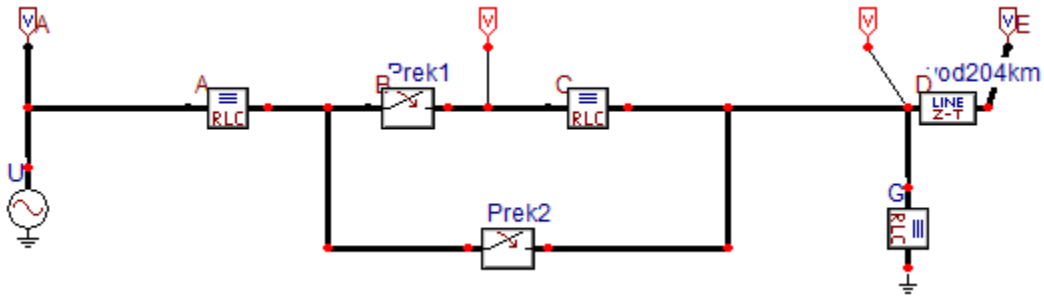 V A
V
V
V E
A
RLC
B Prek1
C
RLC
D vod204km
LINE
Z-T
U
Prek2
G
RLC